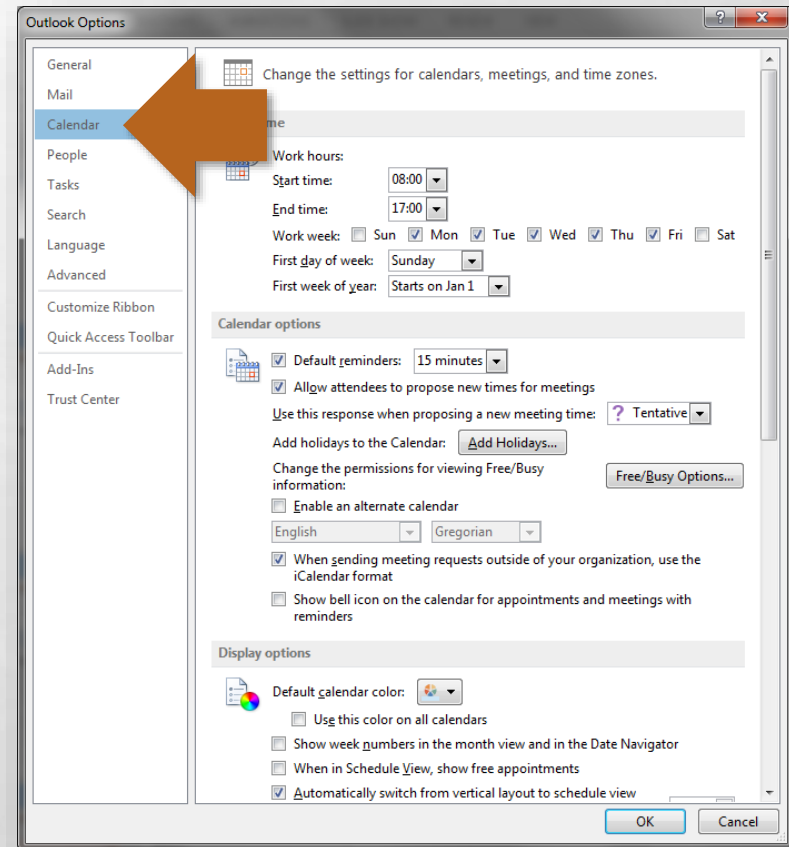 Outlook Options
General
Mail
Calendar
People
Tasks
Search
Language
Advanced
Customize Ribbon
Quick Access Toolbar
Add-Ins
Trust Center
Change the settings for calendars, meetings, and time zones.
me
Work hours:
Start time: 08:00
End time: 17:00
Work week: Sun Mon Tue Wed Thu Fri Sat
First day of week: Sunday
First week of year: Starts on Jan 1
Calendar options
Default reminders: 15 minutes
Allow attendees to propose new times for meetings
Use this response when proposing a new meeting time: ? Tentative
Add holidays to the Calendar: Add Holidays...
Change the permissions for viewing Free/Busy
information:
Free/Busy Options...
Enable an alternate calendar
English Gregorian
When sending meeting requests outside of your organization, use the
iCalendar format
Show bell icon on the calendar for appointments and meetings with
reminders
Display options
Default calendar color:
Use this color on all calendars
Show week numbers in the month view and in the Date Navigator
When in Schedule View, show free appointments
Automatically switch from vertical layout to schedule view
OK Cancel